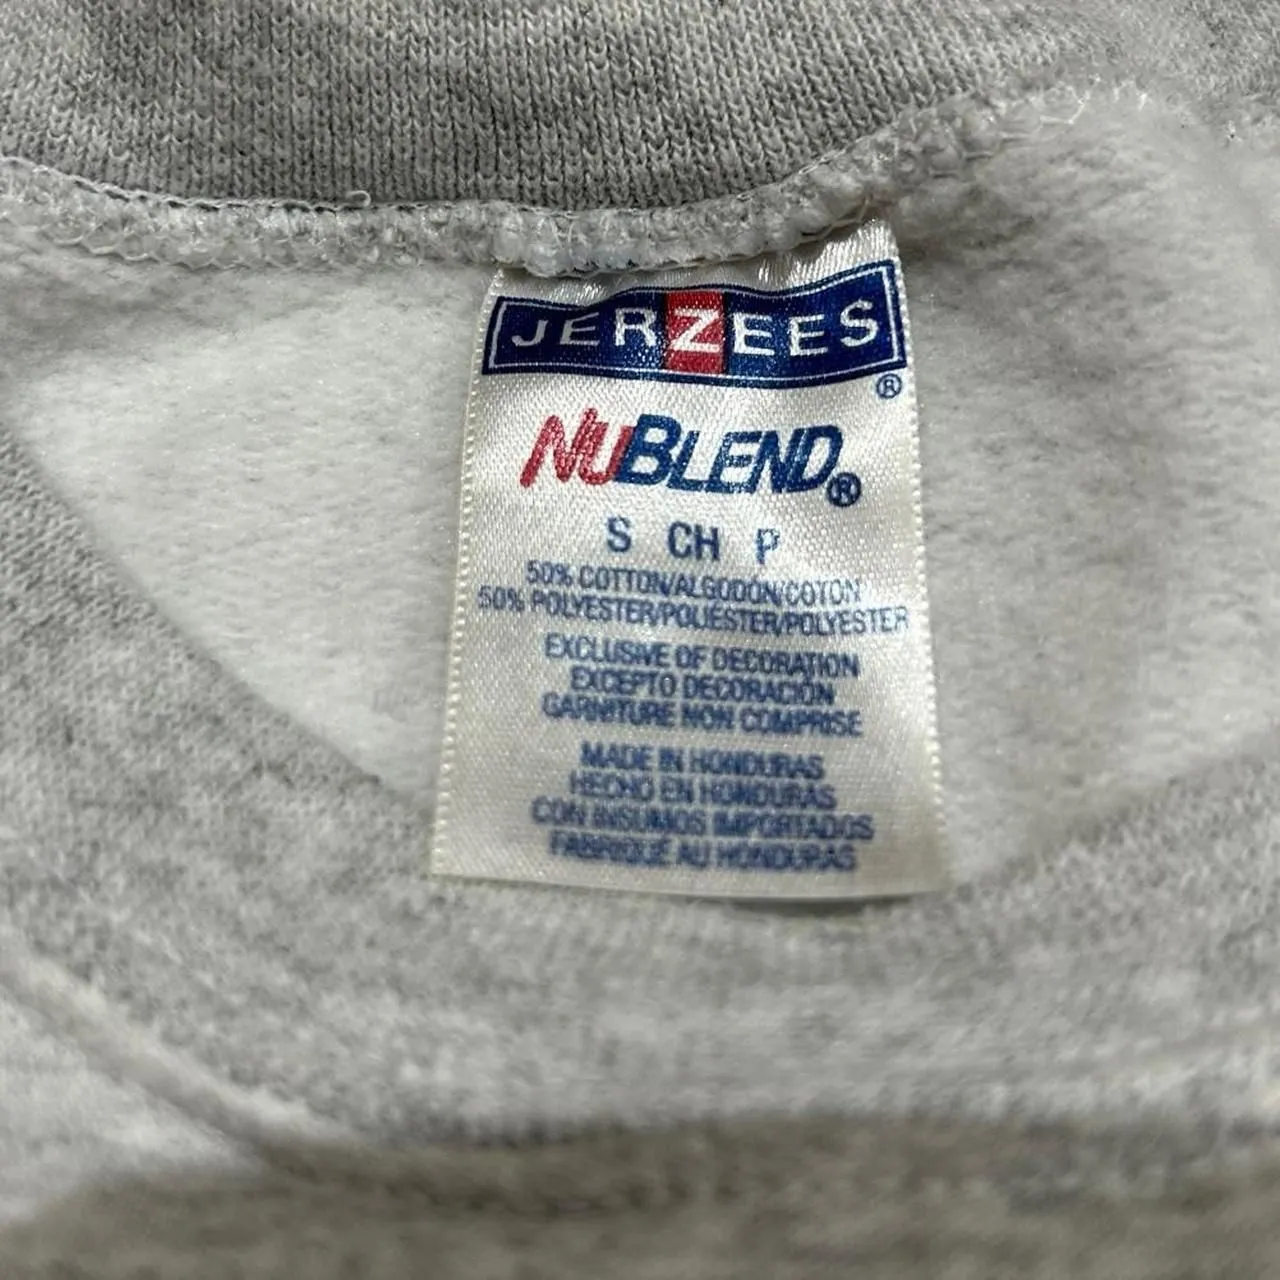 JERZEES®
NUBLEND®
S CH P
50% COTTON/ALGODÓN/COTON
50% POLYESTER/POLIÉSTER/POLYESTER
EXCLUSIVE OF DECORATION
EXCEPTO DECORACIÓN
GARNITURE NON COMPRISE
MADE IN HONDURAS
HECHO EN HONDURAS
CON INSUMOS IMPORTADOS
FABRIQUÉ AU HONDURAS